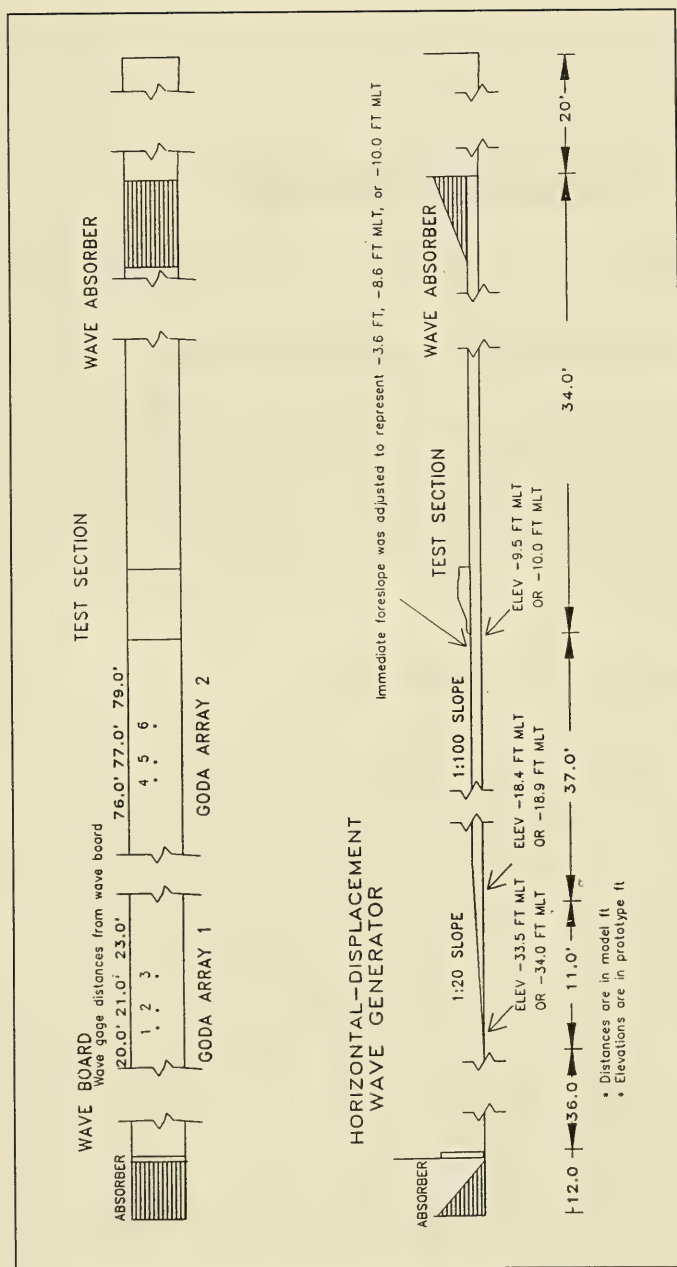 WAVE BOARD
Wave gage distances from wave board
20.0' 21.0' 23.0'
1 2 3
GODA ARRAY 1
ABSORBER
76.0' 77.0' 79.0'
4 5 6
GODA ARRAY 2
TEST SECTION
WAVE ABSORBER
HORIZONTAL-DISPLACEMENT
WAVE GENERATOR
ABSORBER
1:20 SLOPE
1:100 SLOPE
Immediate foreslope was adjusted to represent -3.6 FT, -8.6 FT MLT, or -10.0 FT MLT
TEST SECTION
WAVE ABSORBER
ELEV -33.5 FT MLT
OR -34.0 FT MLT
ELEV -18.4 FT MLT
OR -18.9 FT MLT
ELEV -9.5 FT MLT
OR -10.0 FT MLT
12.0 36.0 11.0' 37.0' 34.0' 20'
* Distances are in model ft
* Elevations are in prototype ft